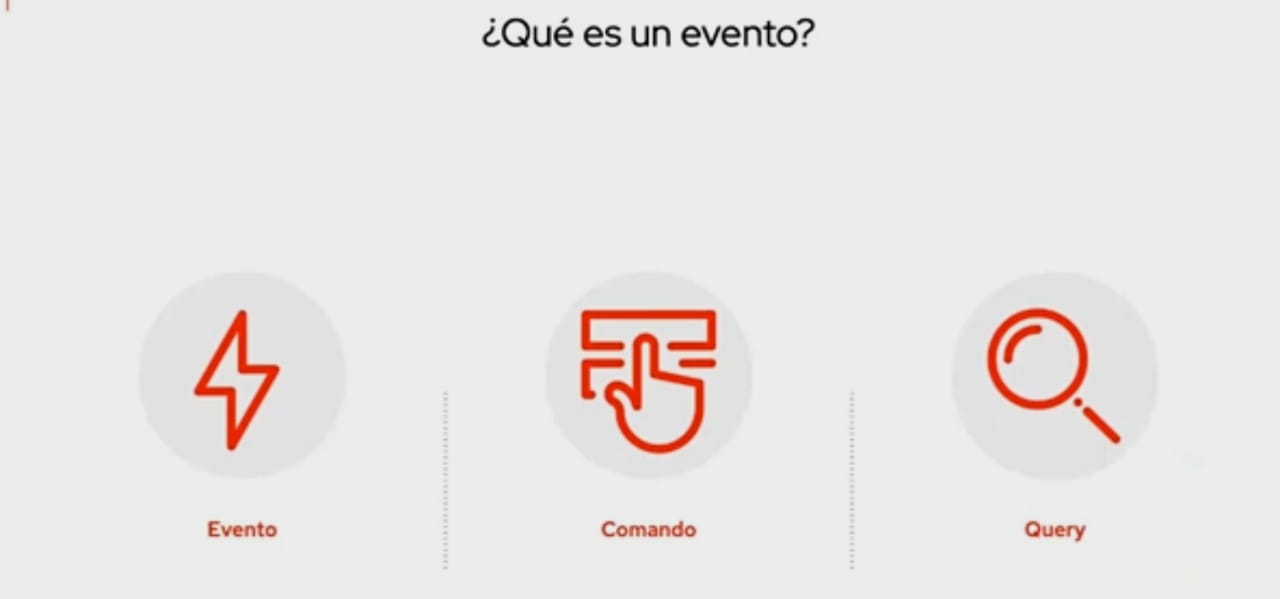 ¿Qué es un evento?
Evento
Comando
Query